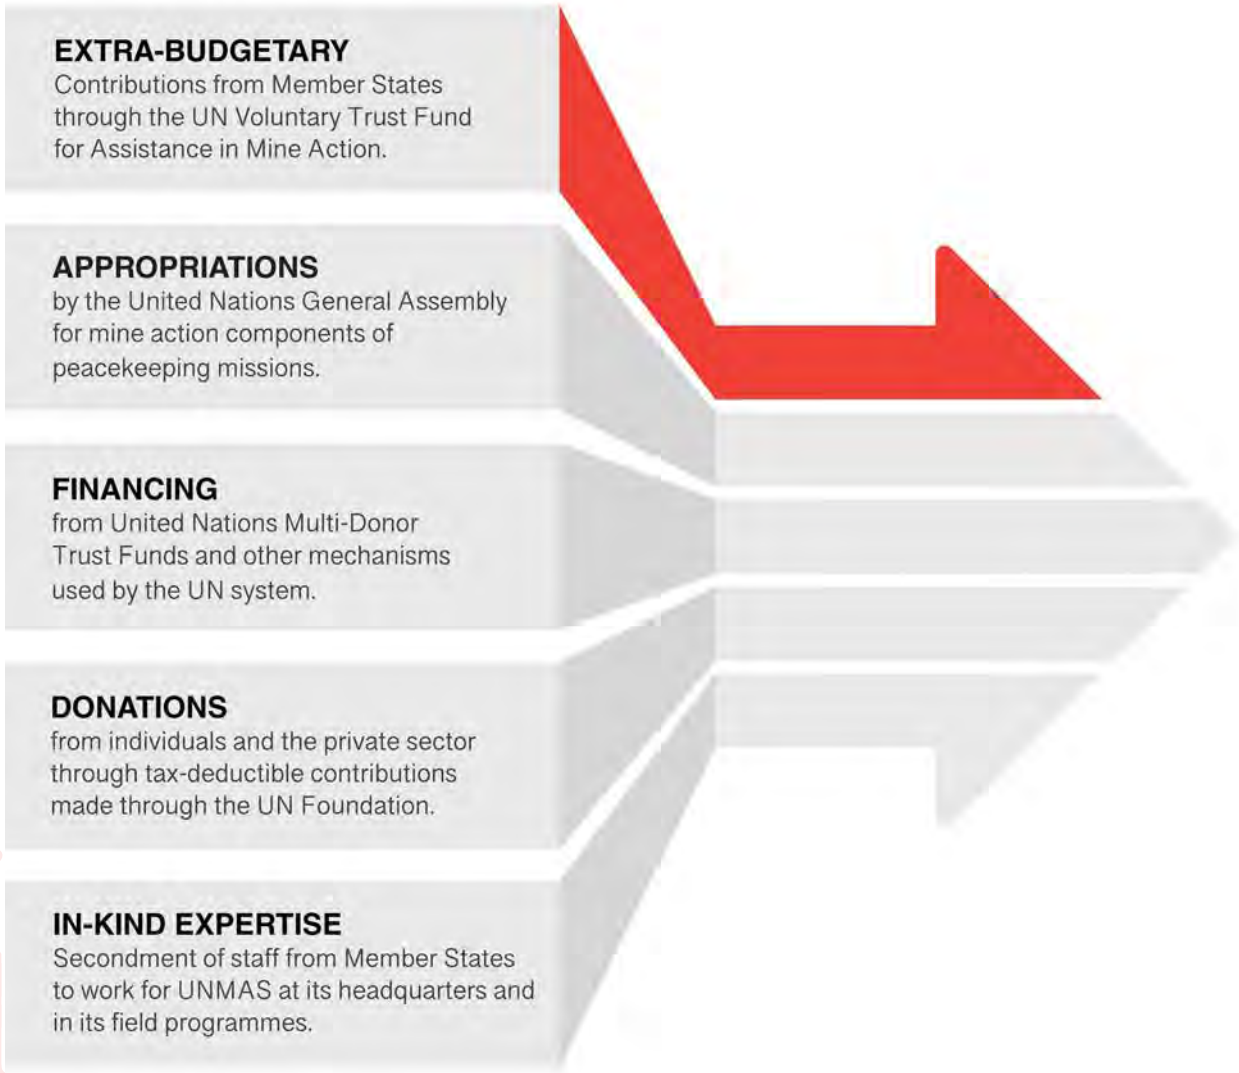 EXTRA-BUDGETARY
Contributions from Member States
through the UN Voluntary Trust Fund
for Assistance in Mine Action.
APPROPRIATIONS
by the United Nations General Assembly
for mine action components of
peacekeeping missions.
FINANCING
from United Nations Multi-Donor
Trust Funds and other mechanisms
used by the UN system.
DONATIONS
from individuals and the private sector
through tax-deductible contributions
made through the UN Foundation.
IN-KIND EXPERTISE
Secondment of staff from Member States
to work for UNMAS at its headquarters and
in its field programmes.